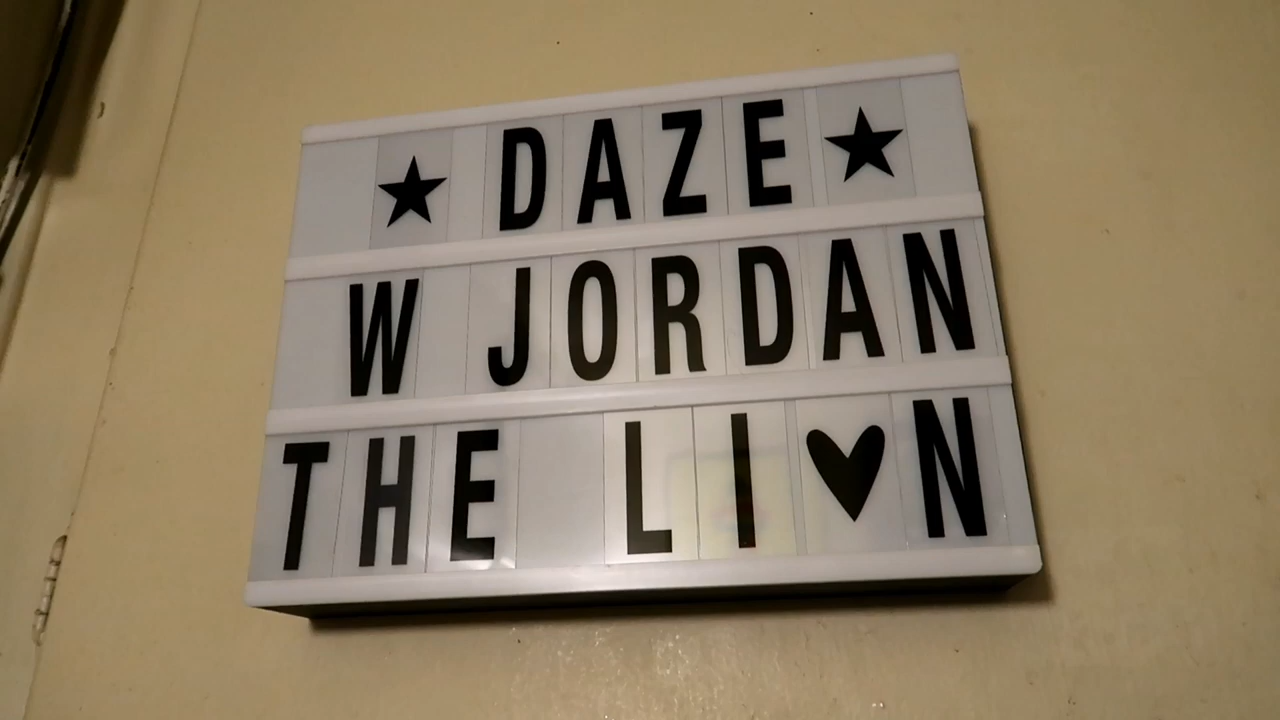 ★ DAZE ★
W JORDAN
THE LI♥N